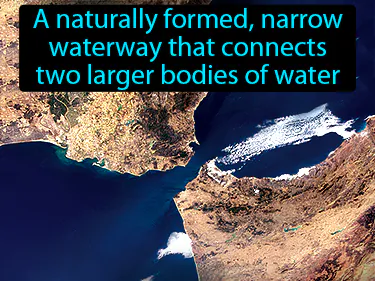 A naturally formed, narrow
waterway that connects
two larger bodies of water